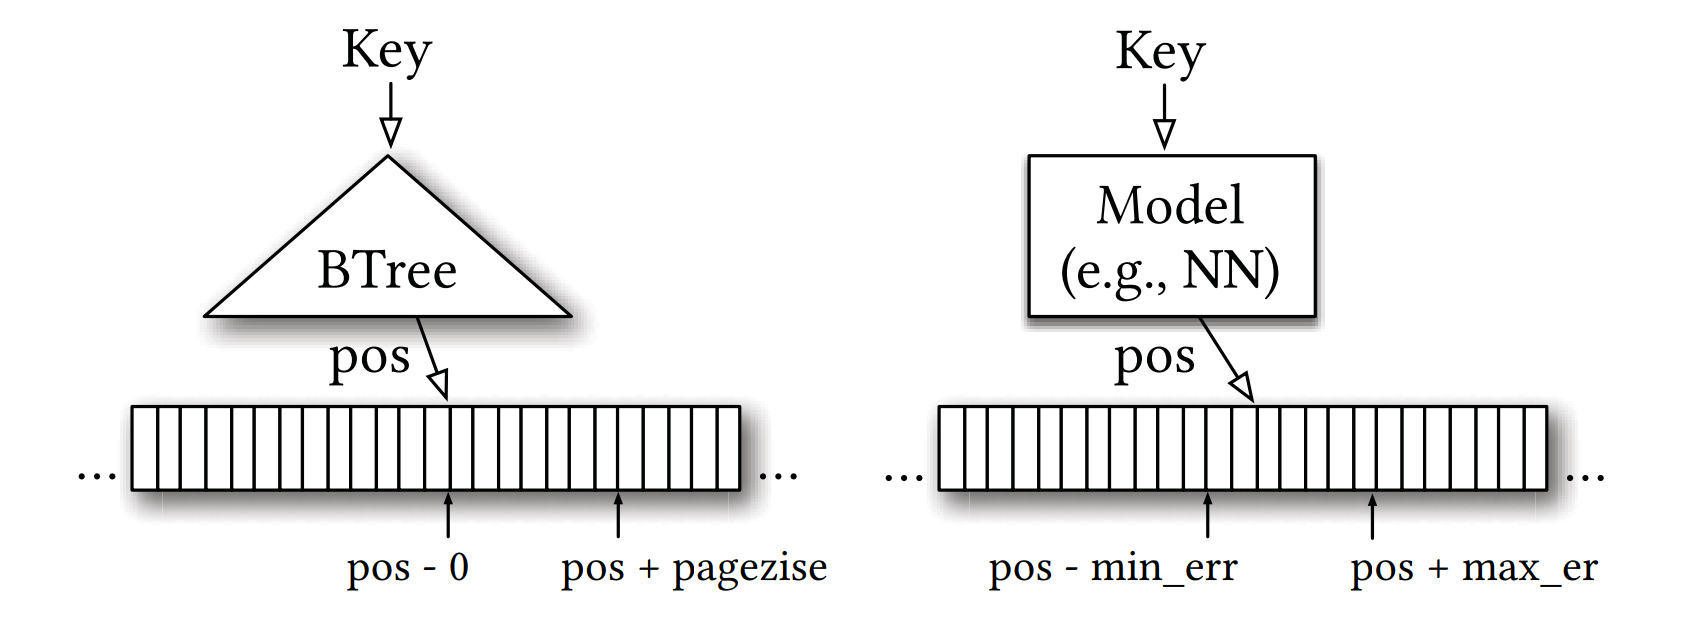 Key
BTree
pos
...
...
pos - 0
pos + pagezise
Key
Model
(e.g., NN)
pos
...
...
pos - min_err
pos + max_er